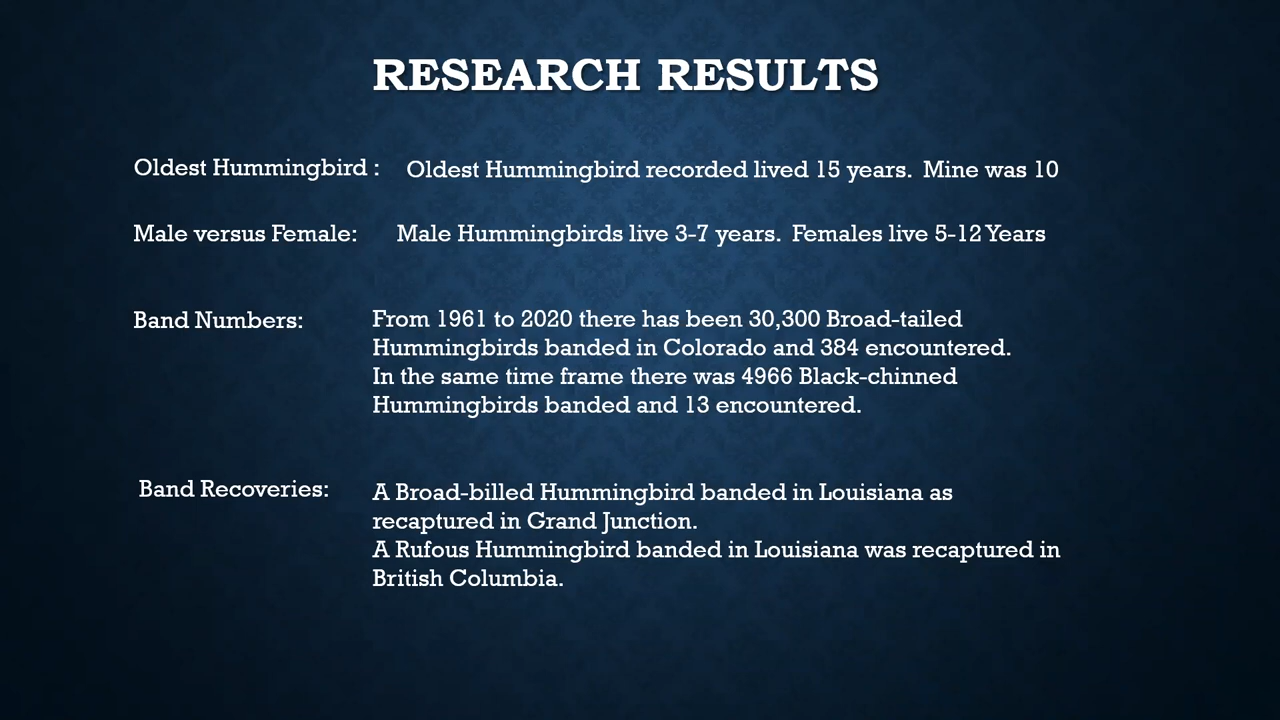 RESEARCH RESULTS
Oldest Hummingbird : Oldest Hummingbird recorded lived 15 years. Mine was 10
Male versus Female: Male Hummingbirds live 3-7 years. Females live 5-12 Years
Band Numbers: From 1961 to 2020 there has been 30,300 Broad-tailed
Hummingbirds banded in Colorado and 384 encountered.
In the same time frame there was 4966 Black-chinned
Hummingbirds banded and 13 encountered.
Band Recoveries: A Broad-billed Hummingbird banded in Louisiana as
recaptured in Grand Junction.
A Rufous Hummingbird banded in Louisiana was recaptured in
British Columbia.